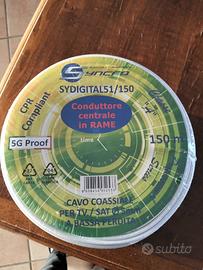 SYNCRO
SYDIGITAL51/150
CPR
Compliant
Conduttore
centrale
in RAME
5G Proof
150 m
time
CAVO COASSIALE
PER TV / SAT
A BASSA PERDITA
subito